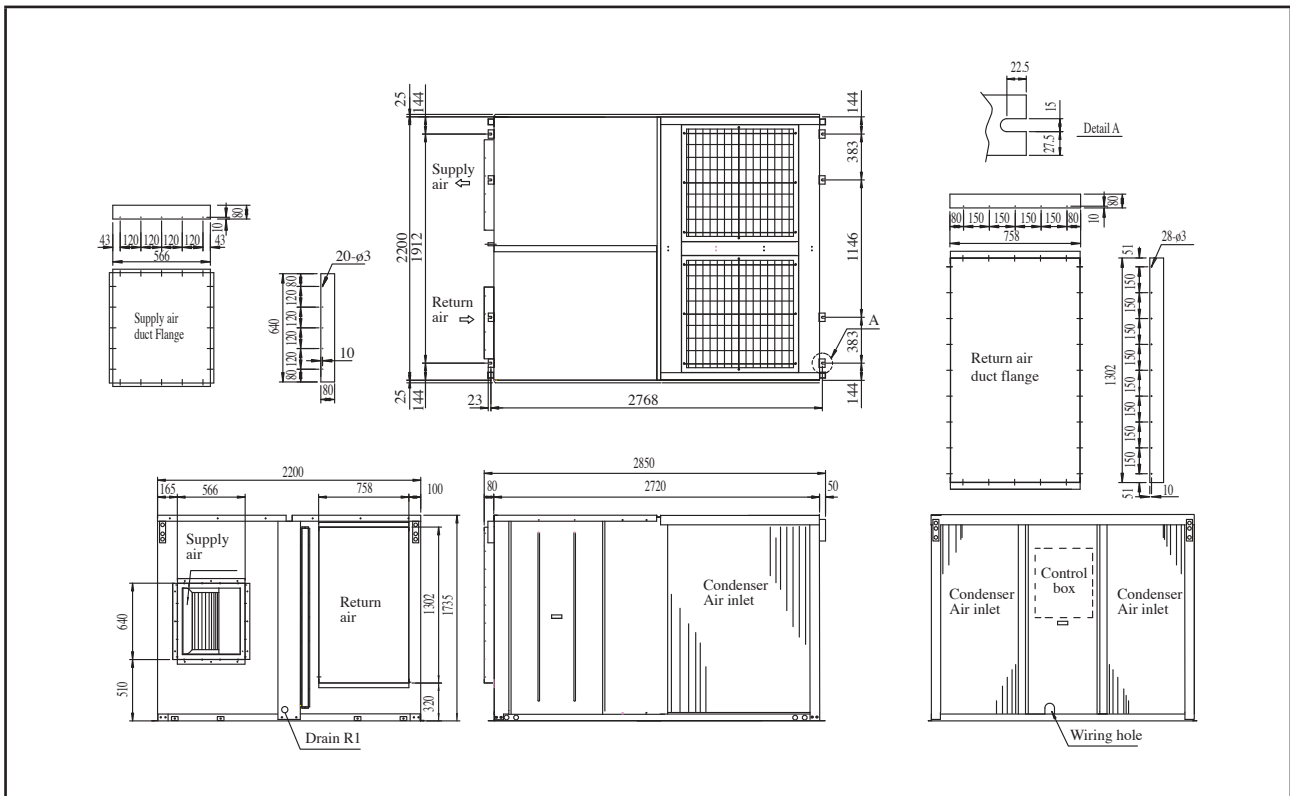 22.5
15
27.5
Detail A
25
144
144
383
Supply
air
2200
1912
1146
Return
air
A
383
25
144
23
2768
144
10
80
43
120
120
120
120
43
566
Supply air
duct Flange
20-ø3
640
80
120
120
120
120
80
10
80
10
80
80
150
150
150
150
80
758
28-ø3
Return air
duct flange
1302
51
150
150
150
150
150
150
150
150
51
10
2200
165
566
758
100
Supply
air
Return
air
640
510
1302
1735
320
Drain R1
2850
80
2720
50
Condenser
Air inlet
Condenser
Air inlet
Control
box
Condenser
Air inlet
Wiring hole